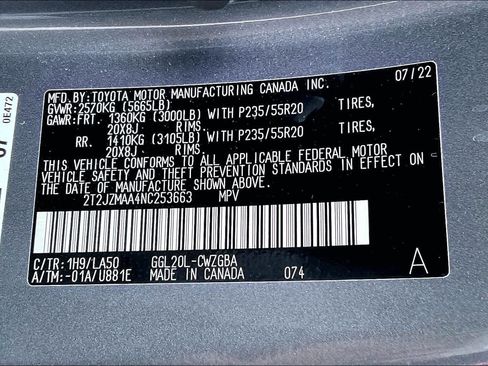 MFD.BY:TOYOTA MOTOR MANUFACTURING CANADA INC.
GVWR:2570KG (5665LB) 07/22
GAWR:FRT. 1360KG (3000LB) WITH P235/55R20 TIRES,
20X8J- RIMS.
RR. 1410KG (3105LB) WITH P235/55R20 TIRES,
20X8J- RIMS.
THIS VEHICLE CONFORMS TO ALL APPLICABLE FEDERAL MOTOR
VEHICLE SAFETY AND THEFT PREVENTION STANDARDS IN EFFECT ON
THE DATE OF MANUFACTURE SHOWN ABOVE.
2T2JZMAA4NC253663 MPV
C/TR:1H9/LA50 GGL20L-CWZGBA
A/TM:-01A/U881E MADE IN CANADA 074 A
0E472